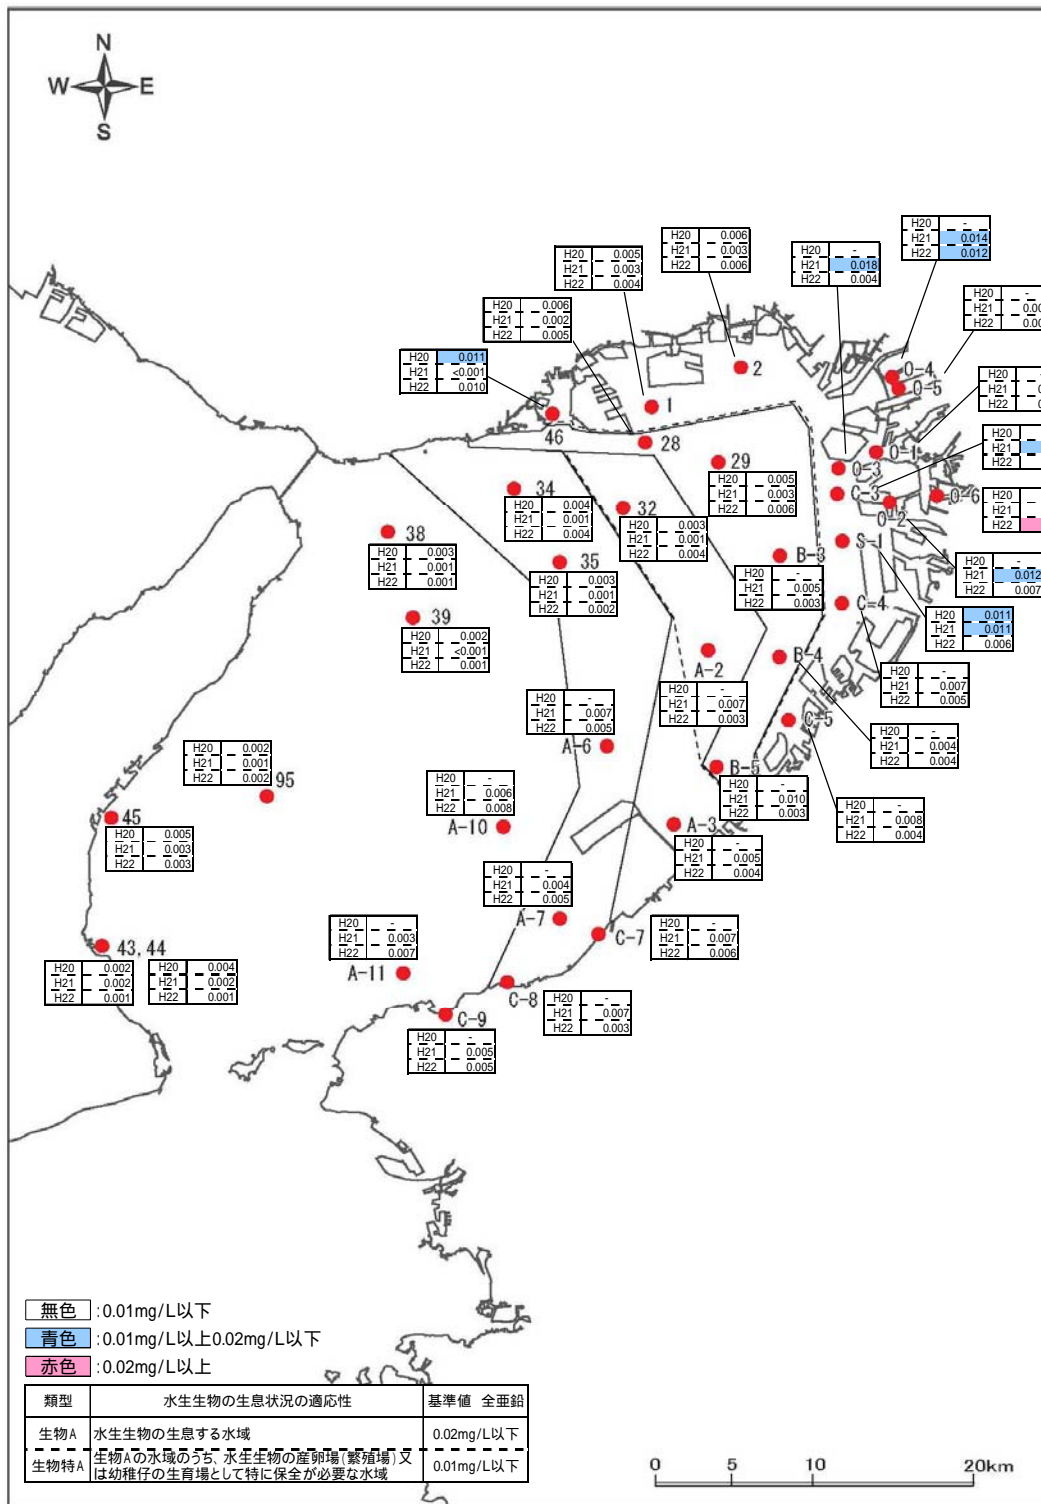 N
W E
S
H20 -
H21 0.014
H22 0.012
H20 0.006
H21 0.003
H22 0.006
H20 -
H21 0.018
H22 0.004
H20 0.005
H21 0.003
H22 0.004
H20 -
H21
H22
H20 0.006
H21 0.002
H22 0.005
H20 0.011
H21 <0.001
H22 0.010
2
O-4
O-5
H20
H21
H22
1
46
28
O-1
H20
H21
H22
29
H20 0.005
H21 0.003
H22 0.006
O-3
C-3
O-6
O-2
H20
H21
H22
34
H20 0.004
H21 0.001
H22 0.004
32
H20 0.003
H21 0.001
H22 0.004
38
H20 0.003
H21 0.001
H22 0.001
35
H20 0.003
H21 0.001
H22 0.002
B-3
H20 -
H21 0.005
H22 0.003
S-1
H20 -
H21 0.012
H22 0.007
C-4
H20 0.011
H21 0.011
H22 0.006
39
H20 0.002
H21 <0.001
H22 0.001
A-2
H20 -
H21 0.007
H22 0.003
B-4
H20 -
H21 0.007
H22 0.005
H20 -
H21 0.007
H22 0.005
A-6
C-5
H20 -
H21 0.004
H22 0.004
H20 0.002
H21 0.001
H22 0.002
95
B-5
H20 -
H21 0.010
H22 0.003
H20 -
H21 0.006
H22 0.008
A-10
H20 -
H21 0.008
H22 0.004
45
H20 0.005
H21 0.003
H22 0.003
A-3
H20 -
H21 0.005
H22 0.004
H20 -
H21 0.004
H22 0.005
A-7
C-7
H20 -
H21 0.007
H22 0.006
H20 -
H21 0.003
H22 0.007
A-11
43, 44
H20 0.002
H21 0.002
H22 0.001
H20 0.004
H21 0.002
H22 0.001
C-8
H20 -
H21 0.007
H22 0.003
C-9
H20 -
H21 0.005
H22 0.005
無色 :0.01mg/L以下
青色 :0.01mg/L以上0.02mg/L以下
赤色 :0.02mg/L以上
類型 水生生物の生息状況の適応性 基準値 全亜鉛
生物A 水生生物の生息する水域 0.02mg/L以下
生物特A 生物Aの水域のうち、水生生物の産卵場(繁殖場)又
は幼稚仔の生育場として特に保全が必要な水域 0.01mg/L以下
0 5 10 20km